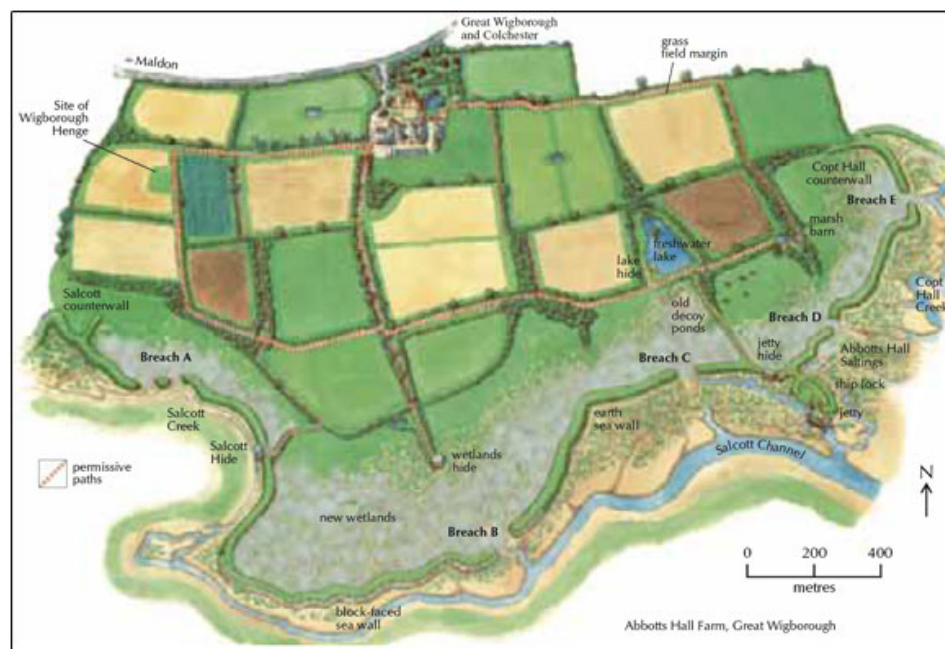 Great Wigborough
and Colchester
Maldon
grass
field margin
Site of
Wigborough
Henge
Copt Hall
counterwall
Breach E
marsh
barn
freshwater
lake
lake
hide
Salcott
counterwall
Copt
Hall
Creek
old
decoy
ponds
Breach D
Breach A
Breach C
jetty
hide
Abbotts Hall
Saltings
ship lock
jetty
Salcott
Creek
earth
sea wall
Salcott
Hide
wetlands
hide
Salcott Channel
permissive
paths
N
new wetlands
Breach B
0 200 400
metres
block-faced
sea wall
Abbotts Hall Farm, Great Wigborough